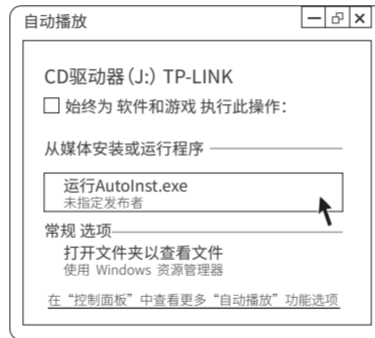 自动播放
CD驱动器(J:) TP-LINK
始终为 软件和游戏 执行此操作：
从媒体安装或运行程序
运行AutoInst.exe
未指定发布者
常规 选项
打开文件夹以查看文件
使用 Windows 资源管理器
在“控制面板”中查看更多“自动播放”功能选项